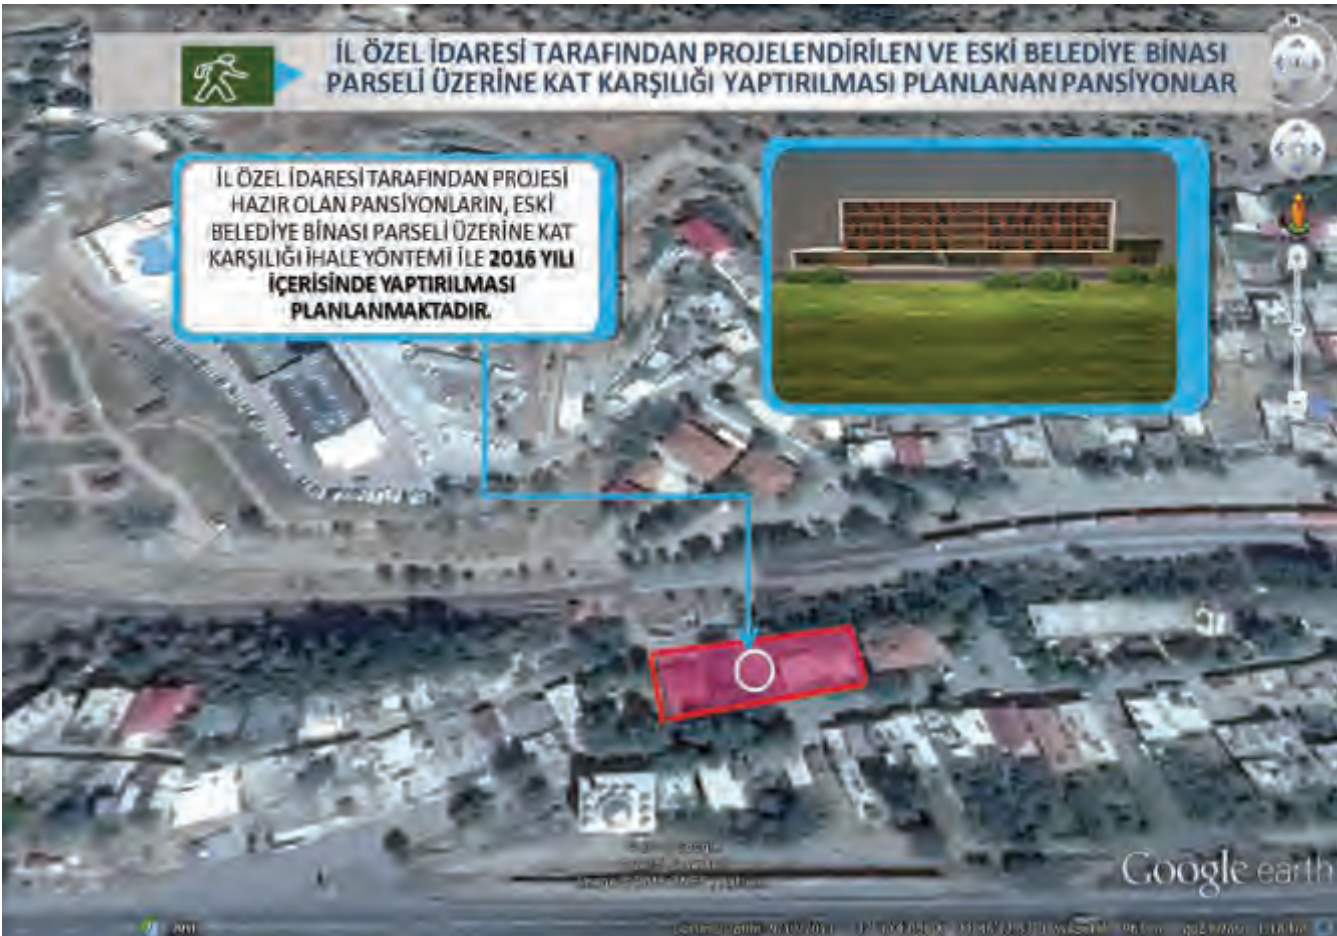 İL ÖZEL İDARESİ TARAFINDAN PROJELENDİRİLEN VE ESKİ BELEDİYE BİNASI
PARSELİ ÜZERİNE KAT KARŞILIĞI YAPTIRILMASI PLANLANAN PANSİYONLAR
İL ÖZEL İDARESİ TARAFINDAN PROJESİ
HAZIR OLAN PANSİYONLARIN, ESKİ
BELEDİYE BİNASI PARSELİ ÜZERİNE KAT
KARŞILIĞI İHALE YÖNTEMİ İLE 2016 YILI
İÇERİSİNDE YAPTIRILMASI
PLANLANMAKTADIR.
Google earth